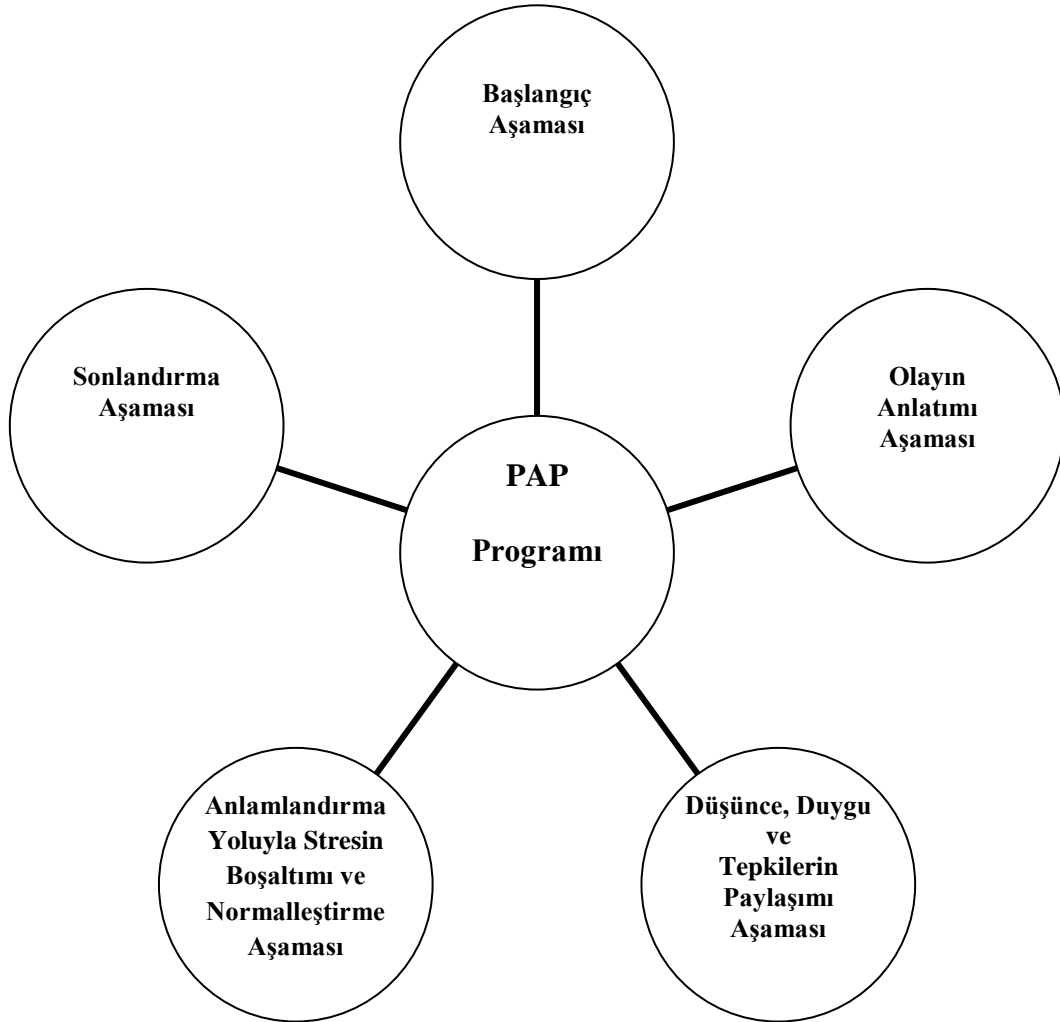 Başlangıç
Aşaması
Sonlandırma
Aşaması
Olayın
Anlatımı
Aşaması
PAP
Programı
Anlamlandırma
Yoluyla Stresin
Boşaltımı ve
Normalleştirme
Aşaması
Düşünce, Duygu
ve
Tepkilerin
Paylaşımı
Aşaması